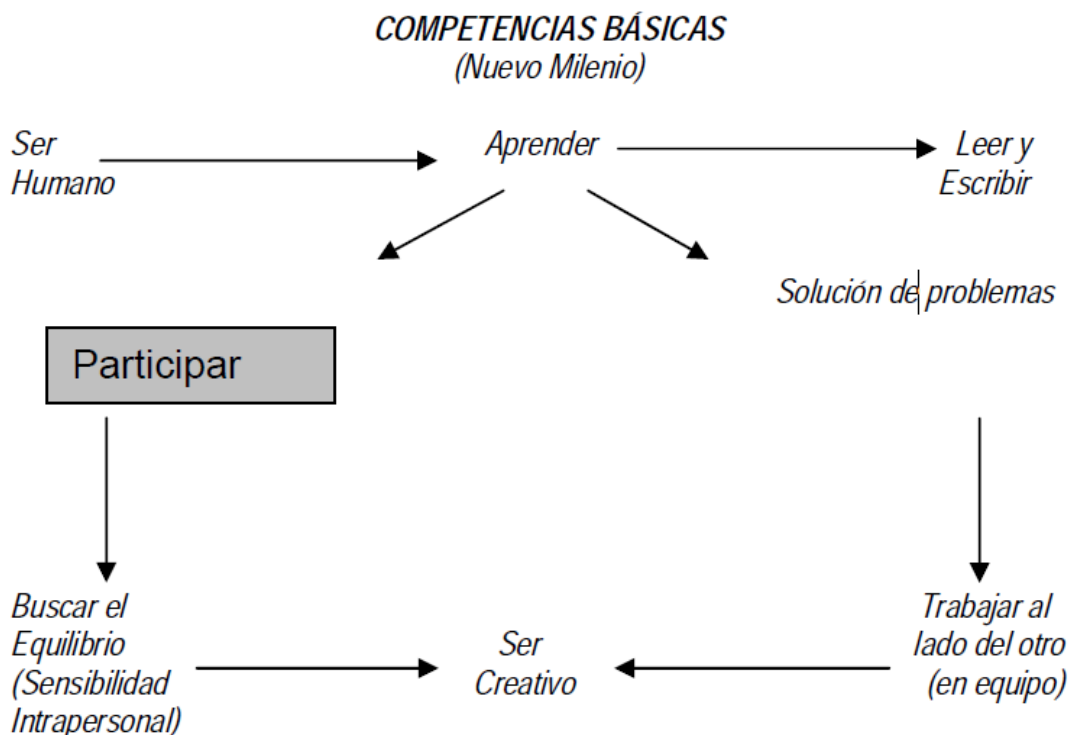 COMPETENCIAS BÁSICAS
(Nuevo Milenio)
Ser
Humano
Aprender
Leer y
Escribir
Solución de problemas
Participar
Buscar el
Equilibrio
(Sensibilidad
Intrapersonal)
Ser
Creativo
Trabajar al
lado del otro
(en equipo)